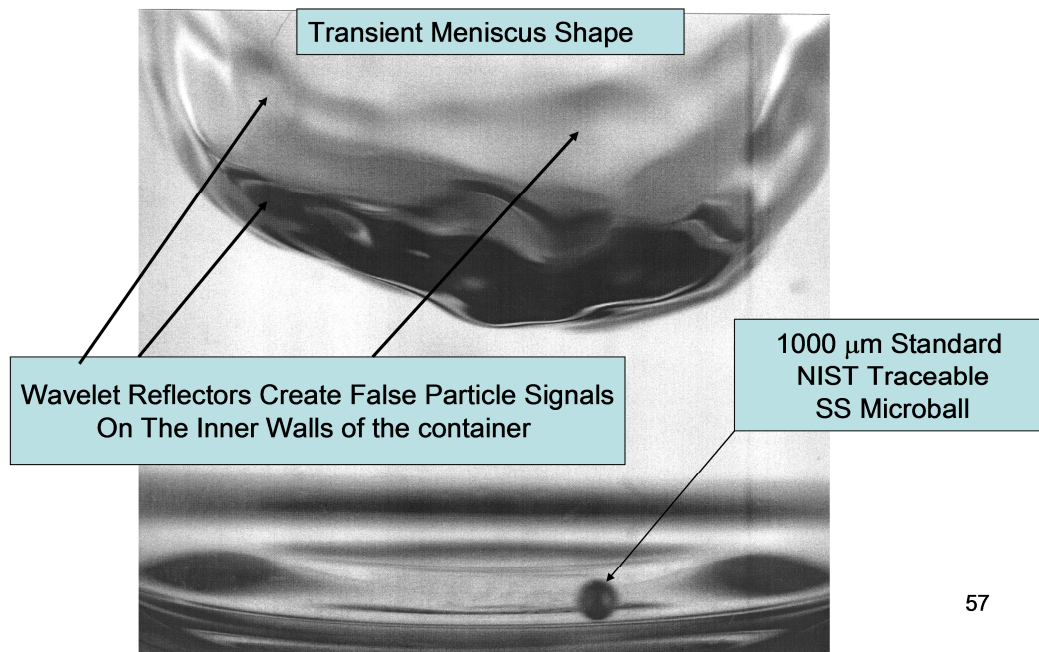 Transient Meniscus Shape
Wavelet Reflectors Create False Particle Signals
On The Inner Walls of the container
1000 μm Standard
NIST Traceable
SS Microball
57